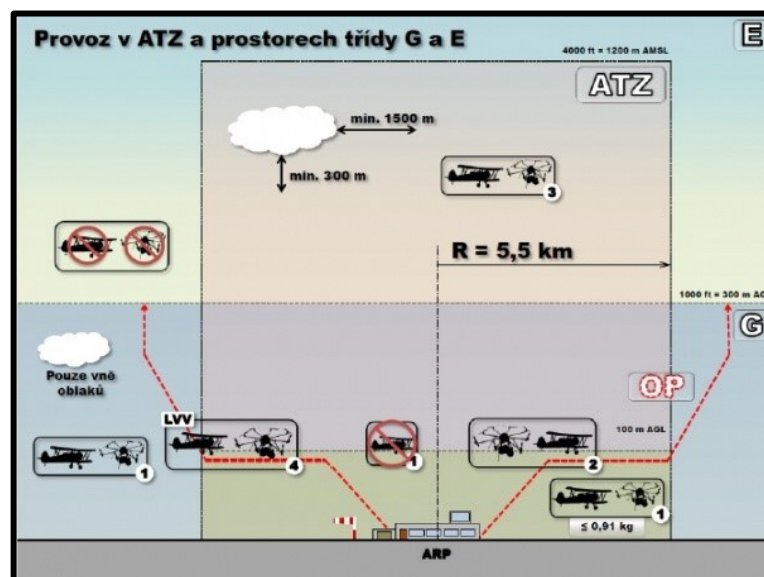 Provoz v ATZ a prostorech třídy G a E
E
4000 ft = 1200 m AMSL
ATZ
min. 1500 m
min. 300 m
3
R = 5,5 km
1000 ft = 300 m AG
G
Pouze vně
oblaků
OP
LVV
100 m AGL
1
4
1
2
1
≤ 0,91 kg
ARP